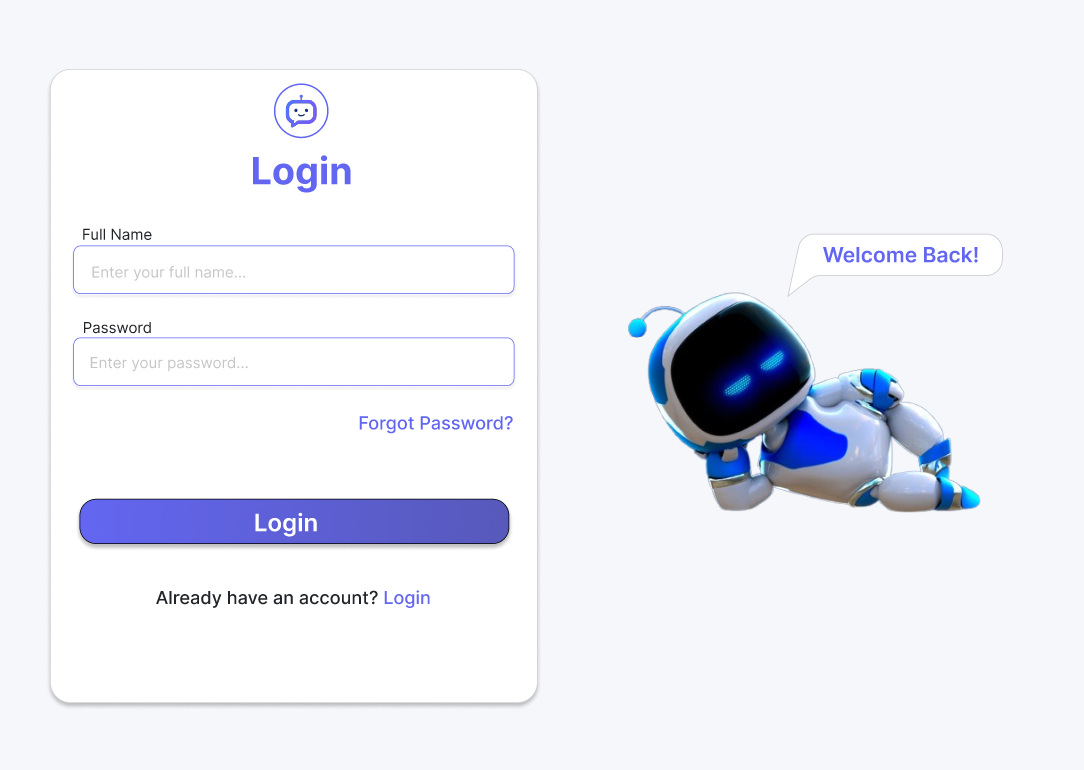 Login
Full Name
Enter your full name...
Password
Enter your password...
Forgot Password?
Login
Already have an account? Login
Welcome Back!